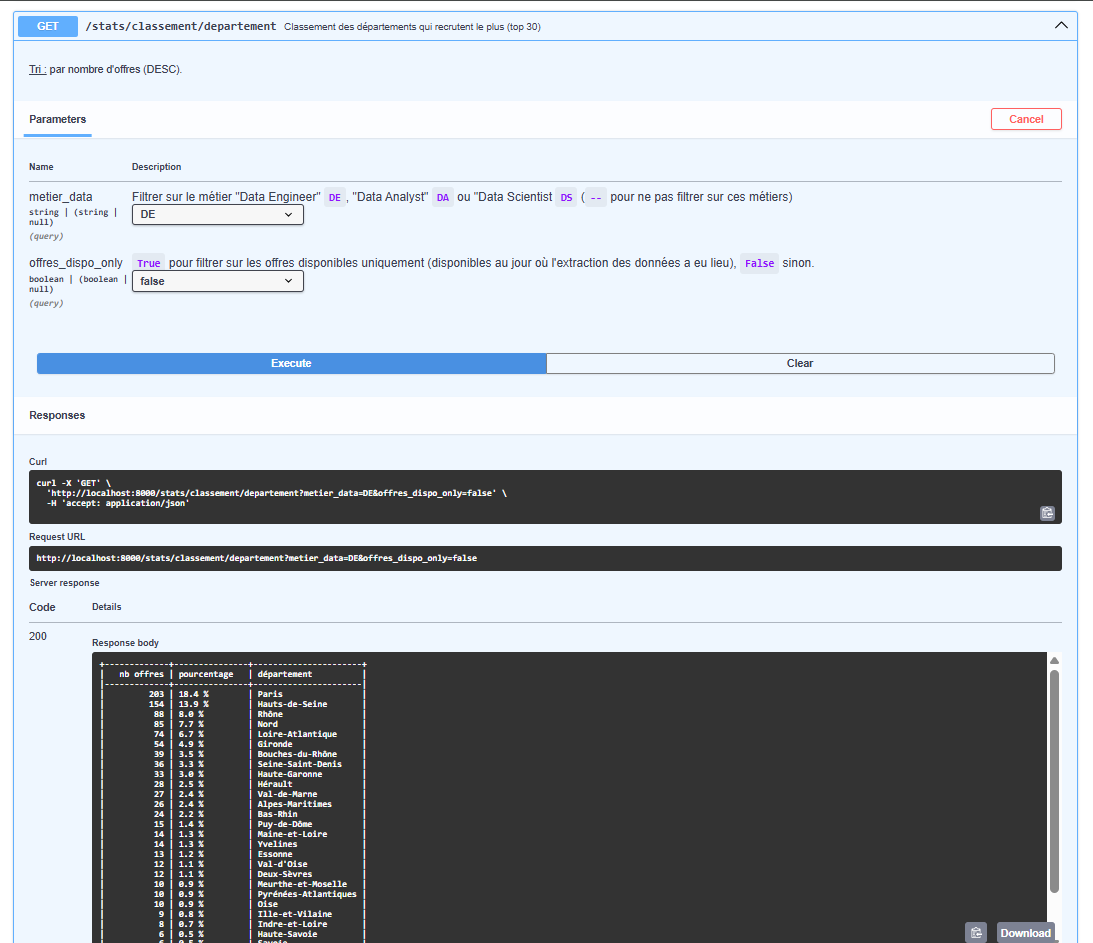 GET /stats/classement/departement Classement des départements qui recrutent le plus (top 30)
Tri : par nombre d'offres (DESC).
Parameters
Cancel
Name Description
metier_data
string | (string | null)
(query)
Filtrer sur le métier "Data Engineer" DE , "Data Analyst" DA ou "Data Scientist DS ( -- pour ne pas filtrer sur ces métiers)
DE
offres_dispo_only
boolean | (boolean | null)
(query)
True pour filtrer sur les offres disponibles uniquement (disponibles au jour où l'extraction des données a eu lieu), False sinon.
false
Execute
Clear
Responses
Curl
curl -X 'GET' \
'http://localhost:8000/stats/classement/departement?metier_data=DE&offres_dispo_only=false' \
-H 'accept: application/json'
Request URL
http://localhost:8000/stats/classement/departement?metier_data=DE&offres_dispo_only=false
Server response
Code Details
200
Response body
+-------------+---------------+----------------------+
| nb offres | pourcentage | département |
|-------------+---------------+----------------------|
| 203 | 18.4 % | Paris |
| 154 | 13.9 % | Hauts-de-Seine |
| 88 | 8.0 % | Rhône |
| 85 | 7.7 % | Nord |
| 74 | 6.7 % | Loire-Atlantique |
| 54 | 4.9 % | Gironde |
| 39 | 3.5 % | Bouches-du-Rhône |
| 36 | 3.3 % | Seine-Saint-Denis |
| 33 | 3.0 % | Haute-Garonne |
| 28 | 2.5 % | Hérault |
| 27 | 2.4 % | Val-de-Marne |
| 26 | 2.4 % | Alpes-Maritimes |
| 24 | 2.2 % | Bas-Rhin |
| 15 | 1.4 % | Puy-de-Dôme |
| 14 | 1.3 % | Maine-et-Loire |
| 14 | 1.3 % | Yvelines |
| 13 | 1.2 % | Essonne |
| 12 | 1.1 % | Val-d'Oise |
| 12 | 1.1 % | Deux-Sèvres |
| 10 | 0.9 % | Meurthe-et-Moselle |
| 10 | 0.9 % | Pyrénées-Atlantiques |
| 10 | 0.9 % | Oise |
| 9 | 0.8 % | Ille-et-Vilaine |
| 8 | 0.7 % | Indre-et-Loire |
| 6 | 0.5 % | Haute-Savoie |
| 6 | 0.5 % | Savoie |
Download